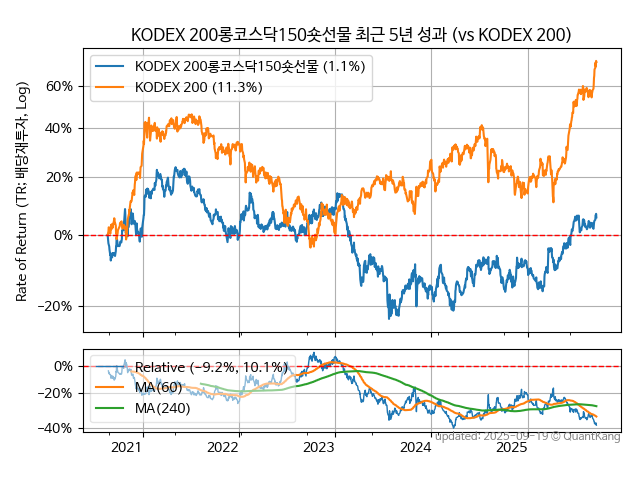 KODEX 200롱코스닥150숏선물 최근 5년 성과 (vs KODEX 200)
KODEX 200롱코스닥150숏선물 (1.1%)
KODEX 200 (11.3%)
Rate of Return (TR: 배당재투자, Log)
60%
40%
20%
0%
−20%
Relative (−9.2%, 10.1%)
MA(60)
MA(240)
0%
−20%
−40%
2021 2022 2023 2024 2025
updated: 2025-09-19 © QuantKang